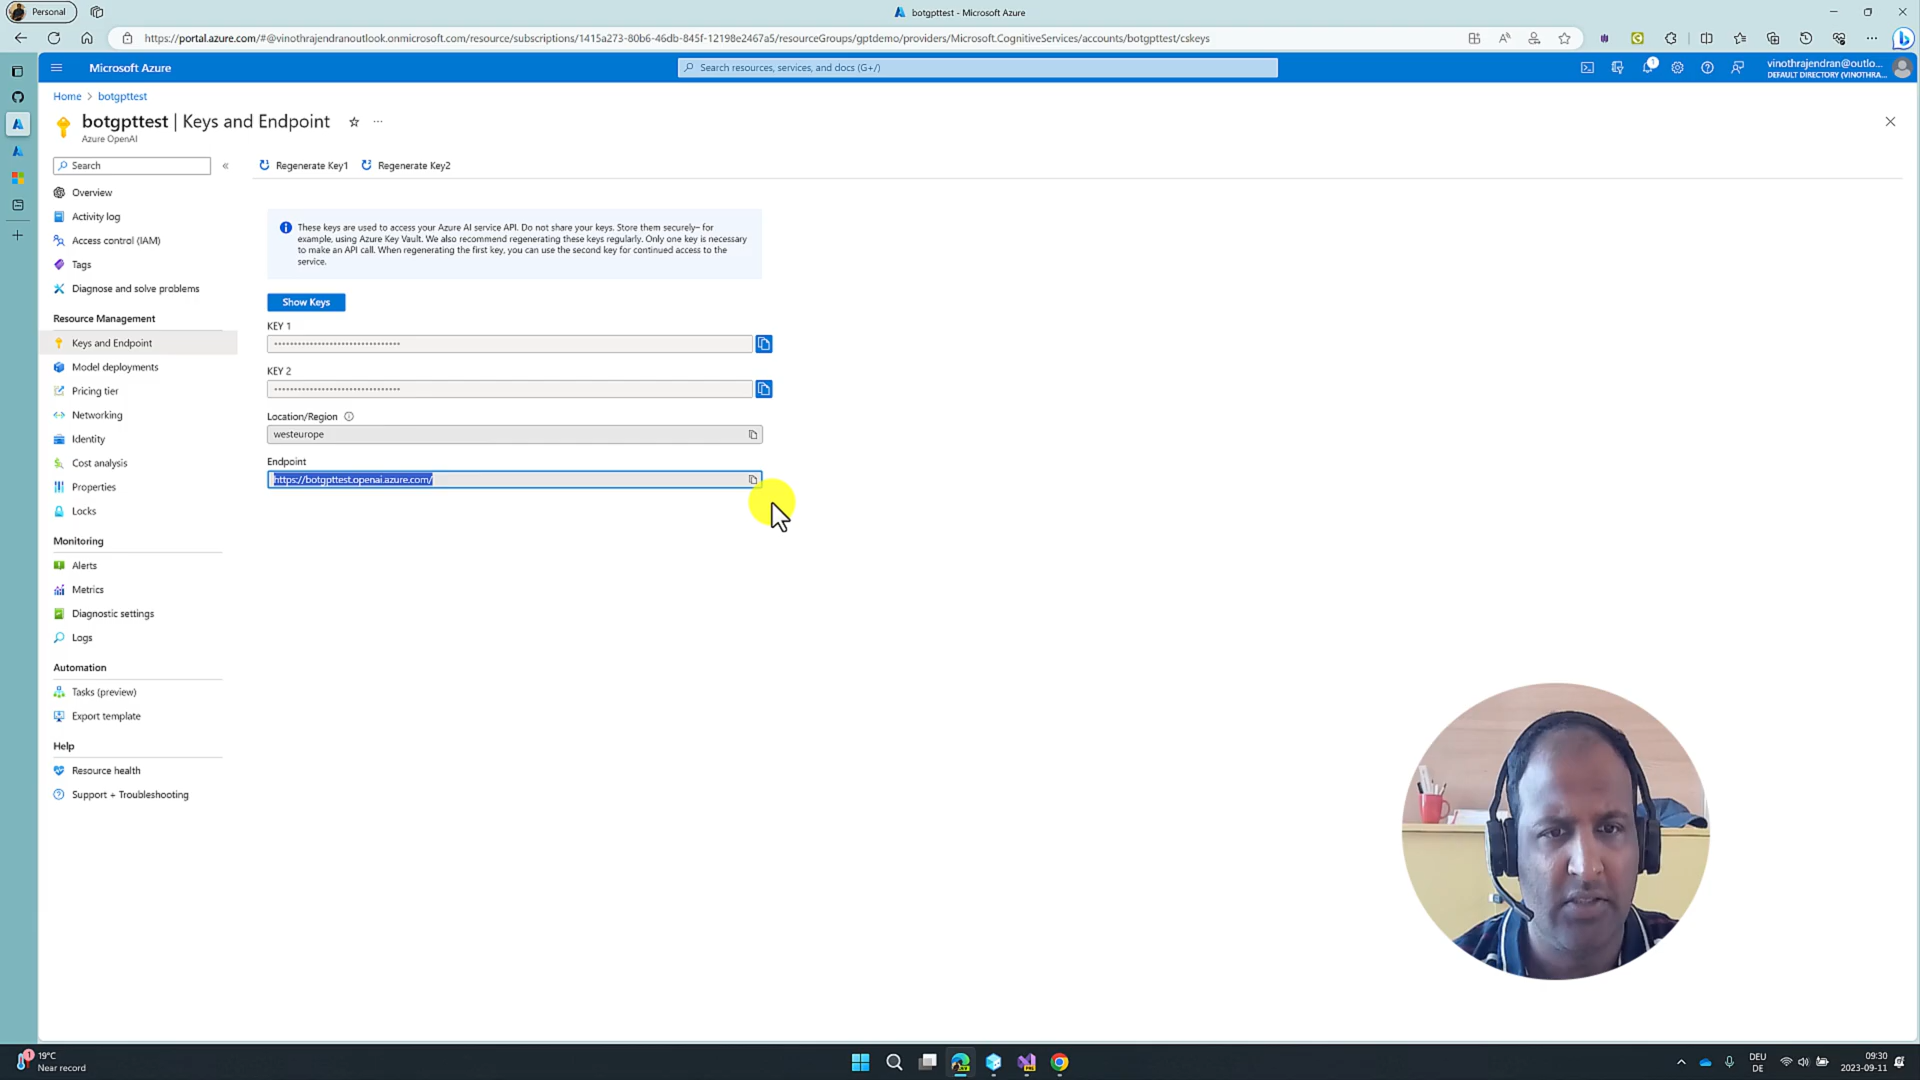 Personal
botgpttest - Microsoft Azure
https://portal.azure.com/#@vinothrajendranoutlook.onmicrosoft.com/resource/subscriptions/1415a273-80b6-46db-845f-12198e2467a5/resourceGroups/gptdemo/providers/Microsoft.CognitiveServices/accounts/botgpttest/cskeys
Microsoft Azure
Search resources, services, and docs (G+/)
1
vinothrajendran@outlo...
DEFAULT DIRECTORY (VINOTHRA...
Home > botgpttest
botgpttest | Keys and Endpoint
Azure OpenAI
Search
Regenerate Key1
Regenerate Key2
Overview
Activity log
Access control (IAM)
Tags
Diagnose and solve problems
Resource Management
Keys and Endpoint
Model deployments
Pricing tier
Networking
Identity
Cost analysis
Properties
Locks
Monitoring
Alerts
Metrics
Diagnostic settings
Logs
Automation
Tasks (preview)
Export template
Help
Resource health
Support + Troubleshooting
These keys are used to access your Azure AI service API. Do not share your keys. Store them securely– for
example, using Azure Key Vault. We also recommend regenerating these keys regularly. Only one key is necessary
to make an API call. When regenerating the first key, you can use the second key for continued access to the
service.
Show Keys
KEY 1
KEY 2
Location/Region
westeurope
Endpoint
https://botgpttest.openai.azure.com/
1
19°C
Near record
DEU
DE
09:30
2023-09-11